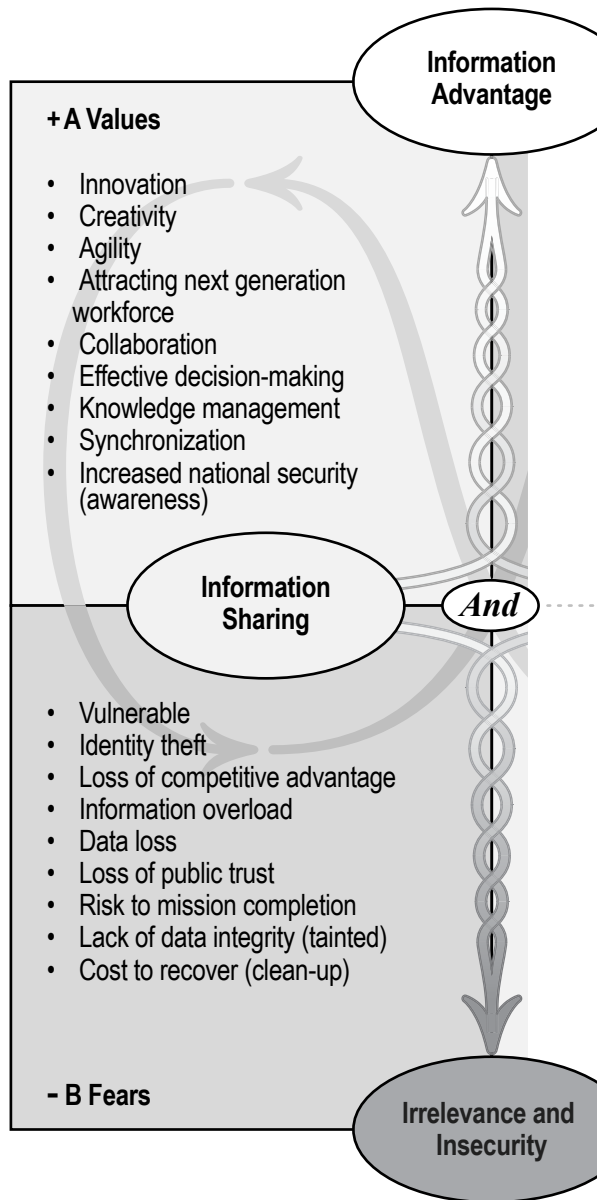 Information
Advantage
+A Values
• Innovation
• Creativity
• Agility
• Attracting next generation
workforce
• Collaboration
• Effective decision-making
• Knowledge management
• Synchronization
• Increased national security
(awareness)
Information
Sharing
And
• Vulnerable
• Identity theft
• Loss of competitive advantage
• Information overload
• Data loss
• Loss of public trust
• Risk to mission completion
• Lack of data integrity (tainted)
• Cost to recover (clean-up)
- B Fears
Irrelevance and
Insecurity